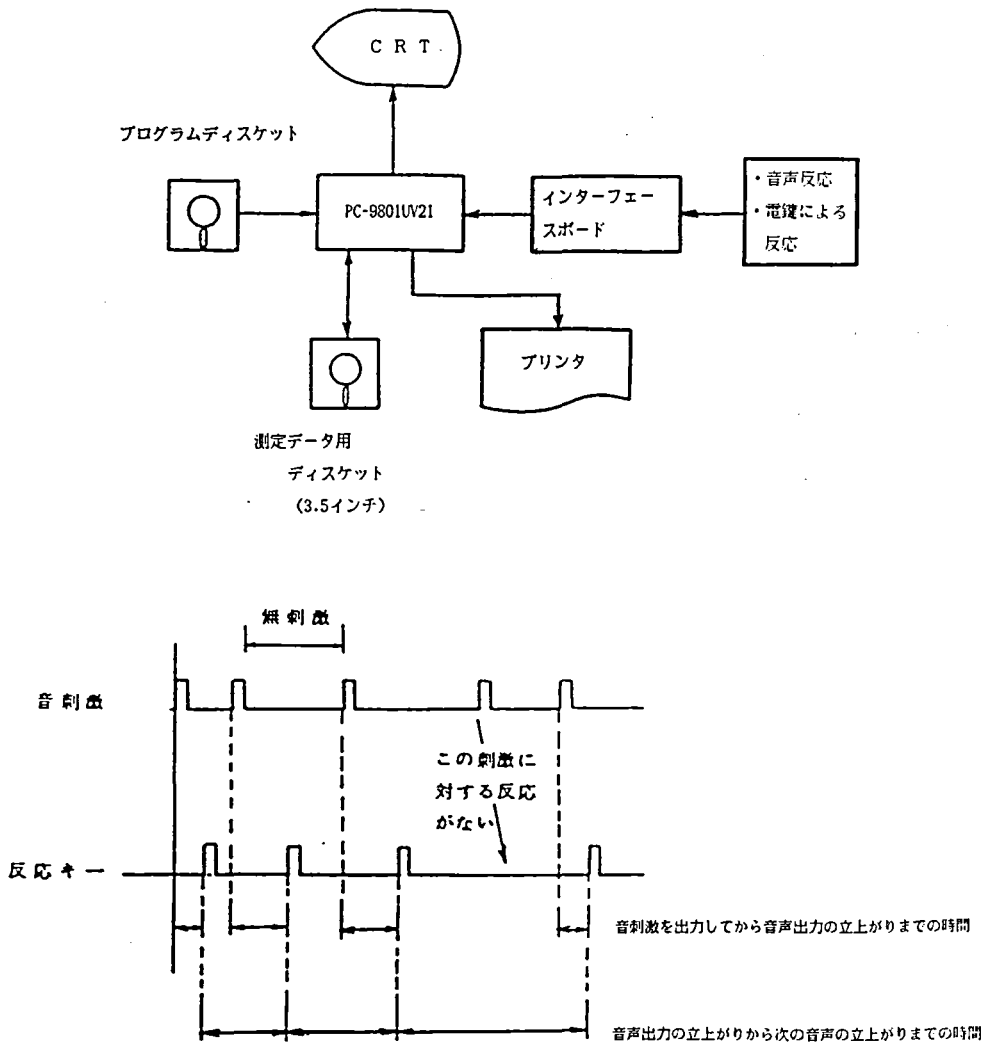 C R T
プログラムディスケット
PC-9801UV21
インターフェー
スボード
・音声反応
・電鍵による
反応
プリンタ
測定データ用
ディスケット
(3.5インチ)
無刺激
音刺激
この刺激に
対する反応
がない
反応キー
音刺激を出力してから音声出力の立上がりまでの時間
音声出力の立上がりから次の音声の立上がりまでの時間